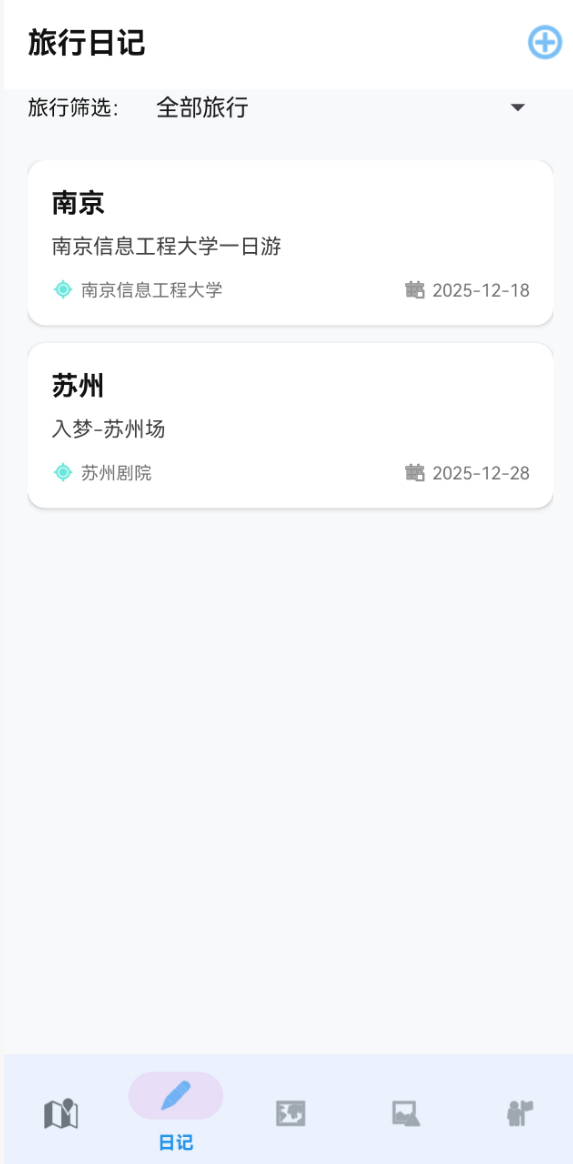 旅行日记
旅行筛选: 全部旅行
南京
南京信息工程大学一日游
南京信息工程大学 2025-12-18
苏州
入梦-苏州场
苏州剧院 2025-12-28
日记